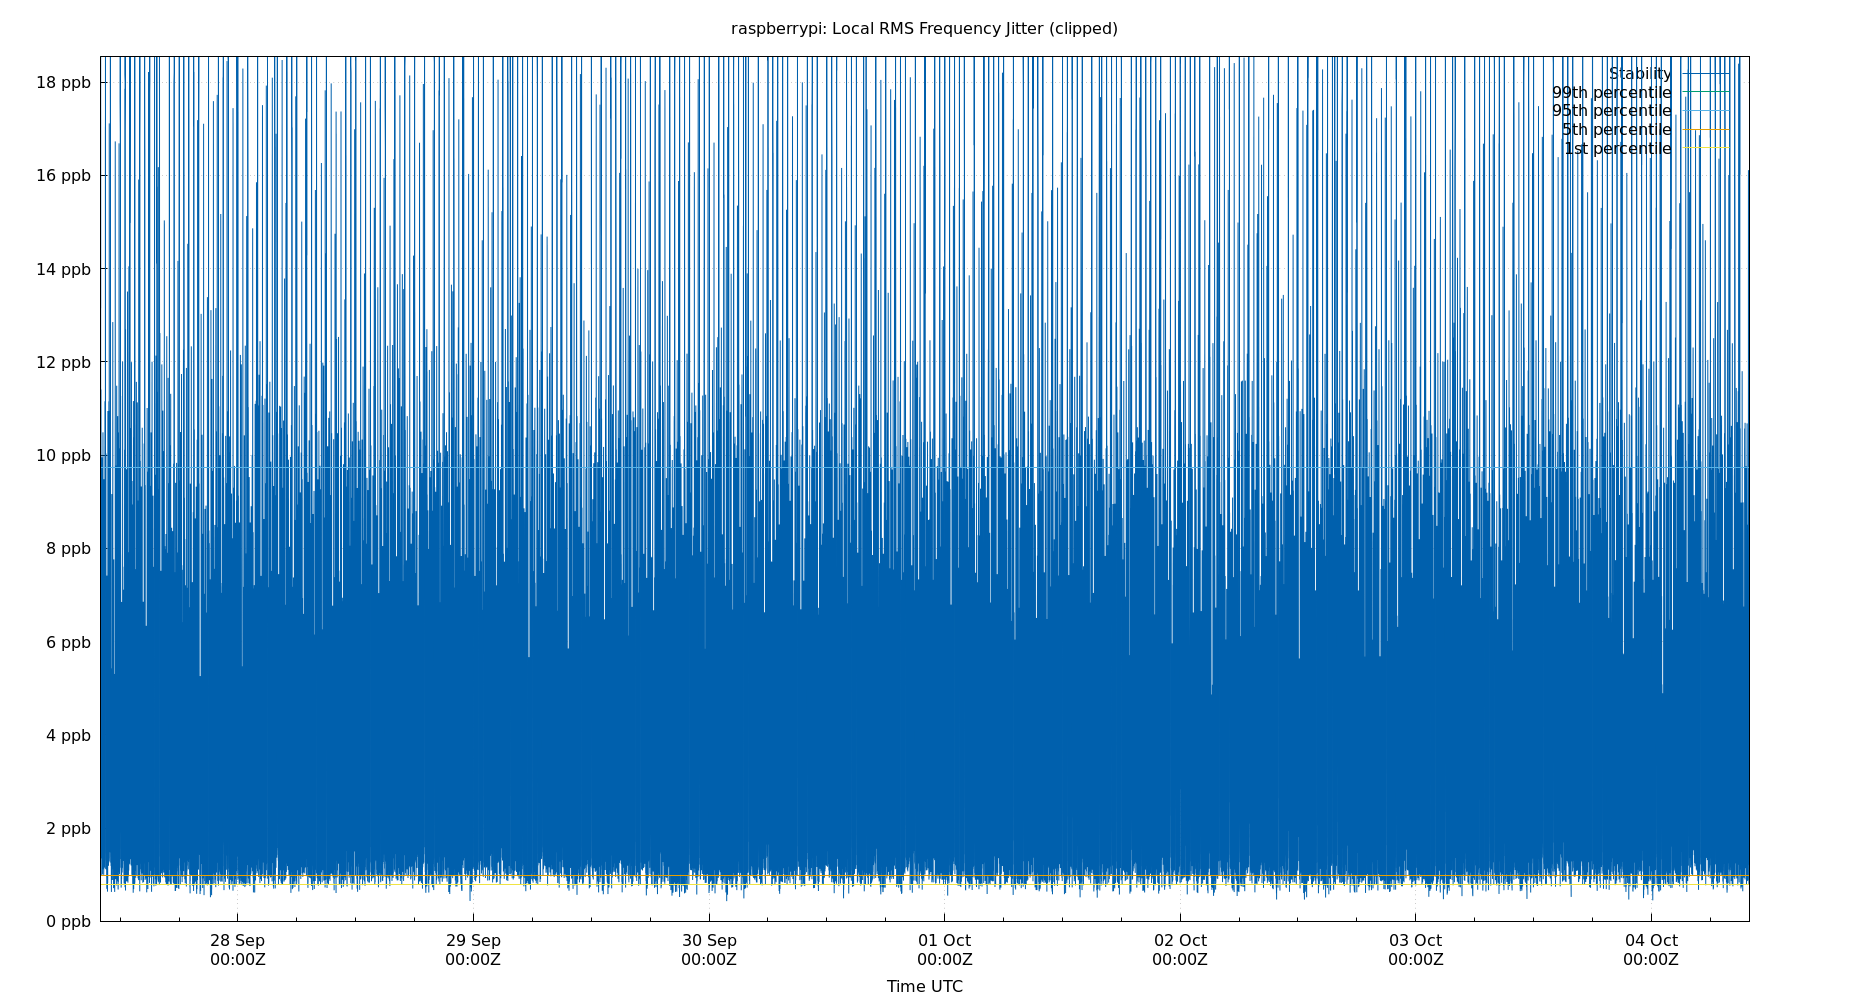 raspberrypi: Local RMS Frequency Jitter (clipped)
18 ppb
16 ppb
14 ppb
12 ppb
10 ppb
8 ppb
6 ppb
4 ppb
2 ppb
0 ppb
Stability
99th percentile
95th percentile
5th percentile
1st percentile
28 Sep
00:00Z
29 Sep
00:00Z
30 Sep
00:00Z
01 Oct
00:00Z
02 Oct
00:00Z
03 Oct
00:00Z
04 Oct
00:00Z
Time UTC